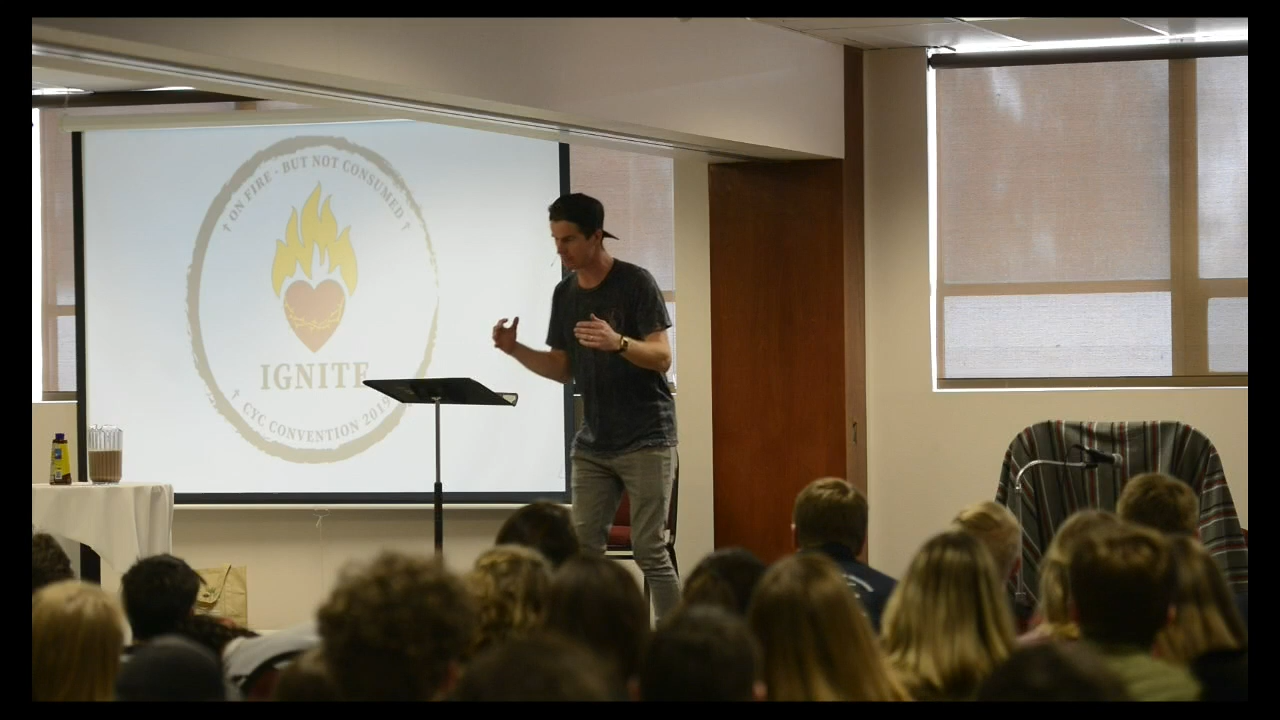 † ON FIRE · BUT NOT CONSUMED †
IGNITE
† CYC CONVENTION 2019